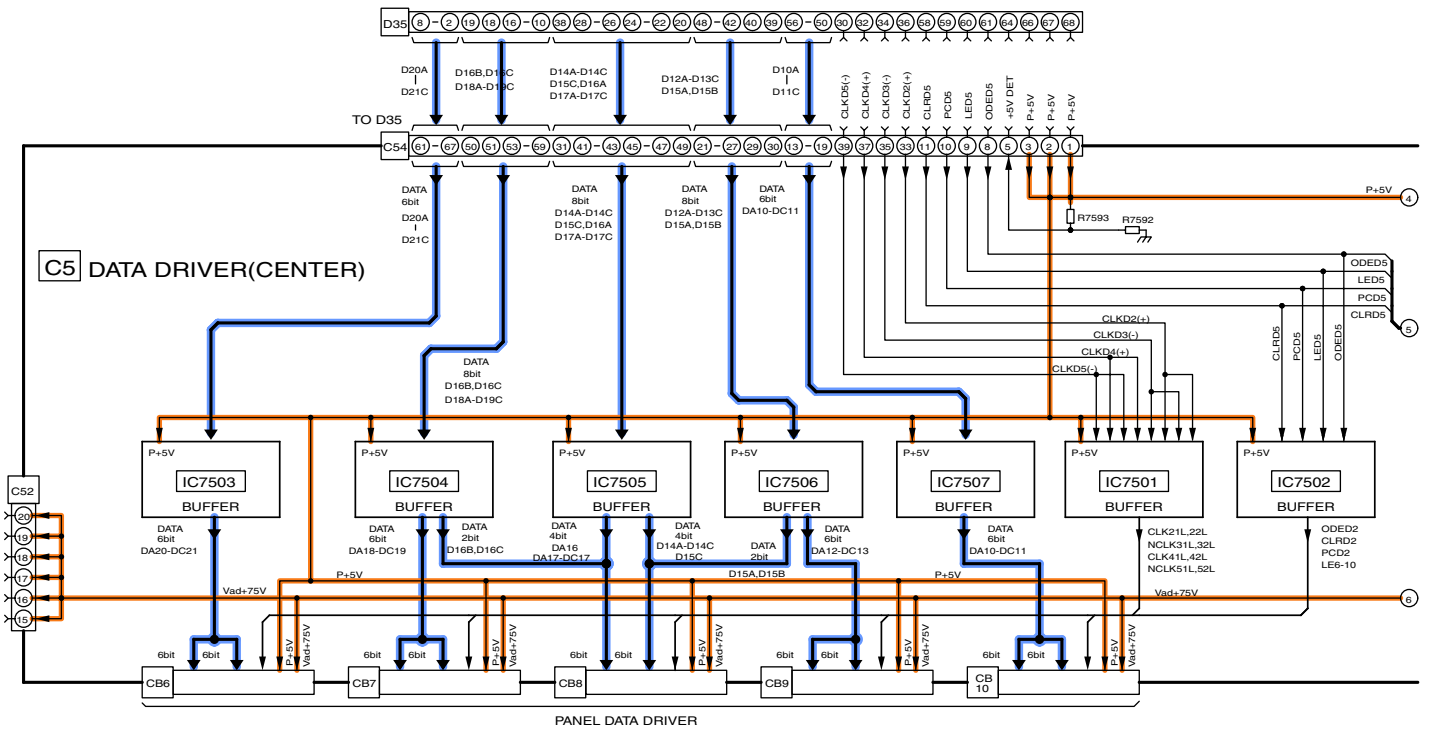 D35 8 - 2 19 18 16 - 10 38 28 - 26 24 - 22 20 48 - 42 40 39 56 - 50 30 32 34 36 58 59 60 61 64 66 67 68
D20A
|
D21C
D16B,D16C
D18A-D19C
D14A-D14C
D15C,D16A
D17A-D17C
D12A-D13C
D15A,D15B
D10A
|
D11C
CLKD5(-)
CLKD4(+)
CLKD3(-)
CLKD2(+)
CLRD5
PCD5
LED5
ODED5
+5V DET
P+5V
P+5V
P+5V
TO D35
C54 61 - 67 50 51 - 53 - 59 31 41 - 43 45 - 47 49 21 - 27 29 30 13 - 19 39 37 35 33 11 10 9 8 5 3 2 1
DATA
6bit
D20A
|
D21C
DATA
8bit
D14A-D14C
D15C,D16A
D17A-D17C
DATA
8bit
D12A-D13C
D15A,D15B
DATA
6bit
DA10-DC11
P+5V
4
R7593
R7592
C5 DATA DRIVER(CENTER)
ODED5
LED5
PCD5
CLRD5
5
CLKD2(+)
CLKD3(-)
CLKD4(+)
CLKD5(-)
CLRD5
PCD5
LED5
ODED5
DATA
8bit
D16B,D16C
D18A-D19C
P+5V
IC7503
BUFFER
P+5V
IC7504
BUFFER
P+5V
IC7505
BUFFER
P+5V
IC7506
BUFFER
P+5V
IC7507
BUFFER
P+5V
IC7501
BUFFER
P+5V
IC7502
BUFFER
C52
20
19
18
17
16
15
DATA
6bit
DA20-DC21
DATA
6bit
DA18-DC19
DATA
2bit
D16B,D16C
DATA
4bit
DA16
DA17-DC17
DATA
4bit
D14A-D14C
D15C
DATA
2bit
DATA
6bit
DA12-DC13
DATA
6bit
DA10-DC11
CLK21L,22L
NCLK31L,32L
CLK41L,42L
NCLK51L,52L
ODED2
CLRD2
PCD2
LE6-10
P+5V
D15A,D15B
P+5V
Vad+75V
Vad+75V
6
6bit 6bit P+5V Vad+75V
6bit 6bit P+5V Vad+75V
6bit 6bit P+5V Vad+75V
6bit 6bit P+5V Vad+75V
6bit 6bit P+5V Vad+75V
CB6
CB7
CB8
CB9
CB
10
PANEL DATA DRIVER